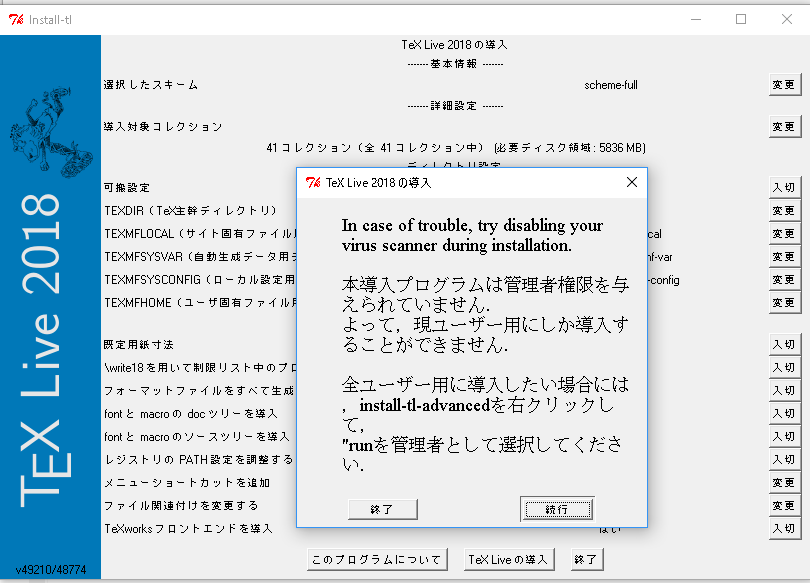 Install-tl
TeX Live 2018 の導入
------- 基本情報 -------
選択したスキーム scheme-full 変更
------- 詳細設定 -------
導入対象コレクション 変更
41 コレクション（全 41 コレクション中） (必要ディスク領域: 5836 MB)
ディレクトリ設定
可搬設定 入切
TEXDIR（TeX主幹ディレクトリ） 変更
TEXMFLOCAL（サイト固有ファイル cal 変更
TEXMFSYSVAR（自動生成データ用 mf-var 変更
TEXMFSYSCONFIG（ローカル設定用 -config 変更
TEXMFHOME（ユーザ固有ファイル 変更
既定用紙寸法 入切
\write18 を用いて制限リスト中のプロ 入切
フォーマットファイルをすべて生成 入切
font と macro の doc ツリーを導入 入切
font と macro のソースツリーを導入 入切
レジストリの PATH 設定を調整する 入切
メニューショートカットを追加 変更
ファイル関連付けを変更する 変更
TeXworks フロントエンドを導入 はい 入切
このプログラムについて TeX Live の導入 終了
TEX Live 2018
v49210/48774
TeX Live 2018 の導入
In case of trouble, try disabling your
virus scanner during installation.
本導入プログラムは管理者権限を与
えられていません.
よって，現ユーザー用にしか導入す
ることができません.
全ユーザー用に導入したい場合には
，install-tl-advancedを右クリックし
て，
"runを管理者として選択してくださ
い.
終了 続行